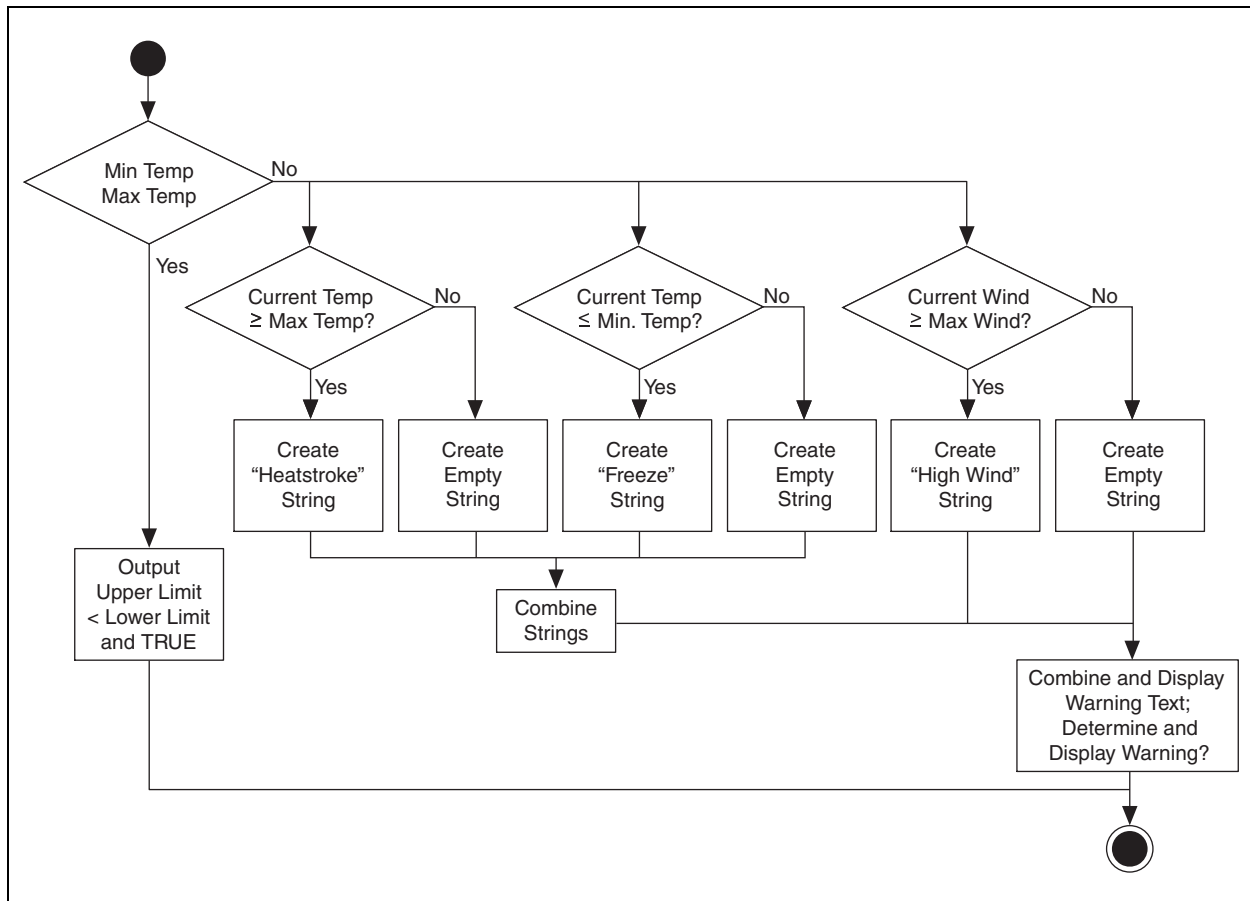 Min Temp
Max Temp
No
Yes
Current Temp
≥ Max Temp?
No
Yes
Current Temp
≤ Min. Temp?
No
Yes
Current Wind
≥ Max Wind?
No
Yes
Create
“Heatstroke”
String
Create
Empty
String
Create
“Freeze”
String
Create
Empty
String
Create
“High Wind”
String
Create
Empty
String
Output
Upper Limit
< Lower Limit
and TRUE
Combine
Strings
Combine and Display
Warning Text;
Determine and
Display Warning?